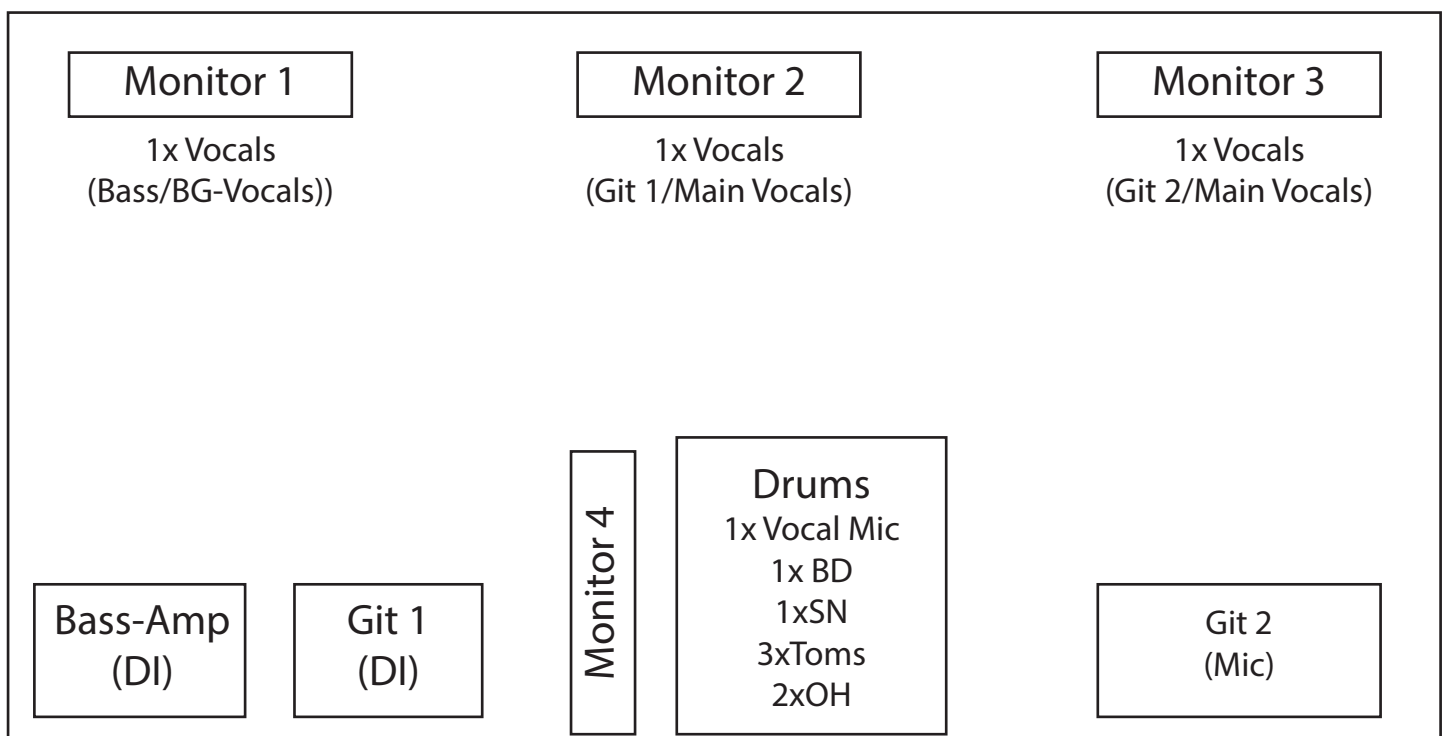 Monitor 1
1x Vocals
(Bass/BG-Vocals))
Monitor 2
1x Vocals
(Git 1/Main Vocals)
Monitor 3
1x Vocals
(Git 2/Main Vocals)
Bass-Amp
(DI)
Git 1
(DI)
Monitor 4
Drums
1x Vocal Mic
1x BD
1xSN
3xToms
2xOH
Git 2
(Mic)